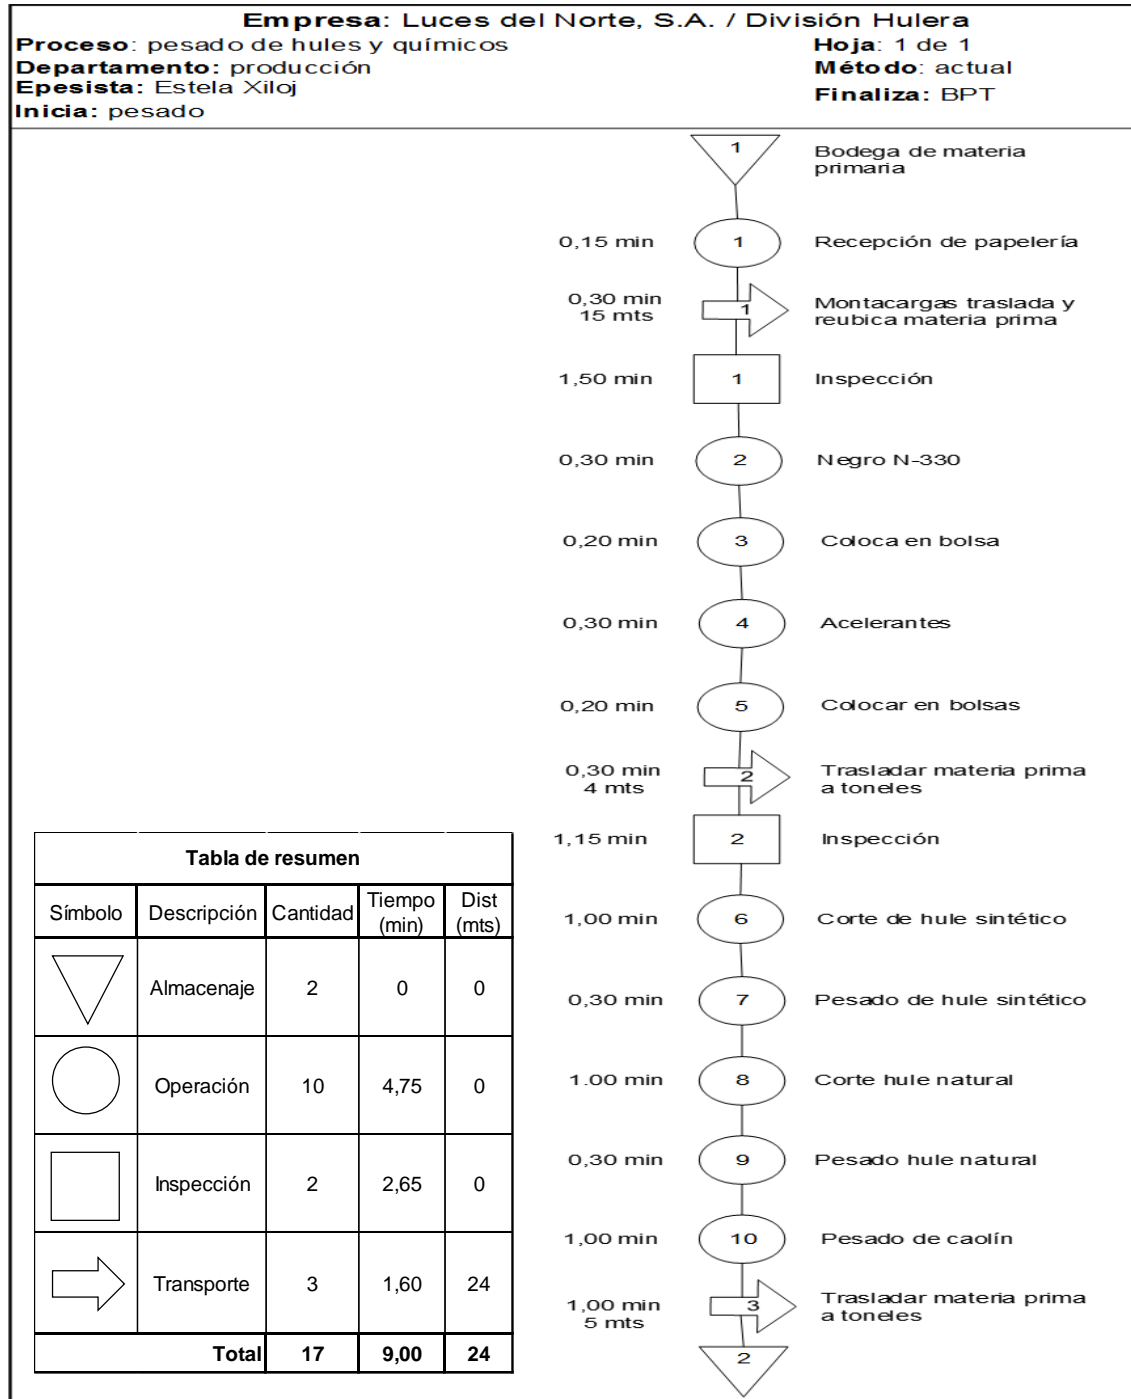 Empresa: Luces del Norte, S.A. / División Hulera
Proceso: pesado de hules y químicos
Hoja: 1 de 1
Departamento: producción
Método: actual
Epesista: Estela Xiloj
Finaliza: BPT
Inicia: pesado
1
Bodega de materia
primaria
0,15 min
1
Recepción de papelería
0,30 min
15 mts
1
Montacargas traslada y
reubica materia prima
1,50 min
1
Inspección
0,30 min
2
Negro N-330
0,20 min
3
Coloca en bolsa
0,30 min
4
Acelerantes
0,20 min
5
Colocar en bolsas
0,30 min
4 mts
2
Trasladar materia prima
a toneles
1,15 min
2
Inspección
1,00 min
6
Corte de hule sintético
0,30 min
7
Pesado de hule sintético
1.00 min
8
Corte hule natural
0,30 min
9
Pesado hule natural
1,00 min
10
Pesado de caolín
1,00 min
5 mts
3
Trasladar materia prima
a toneles
2
Tabla de resumen
Símbolo Descripción Cantidad Tiempo (min) Dist (mts)
Almacenaje 2 0 0
Operación 10 4,75 0
Inspección 2 2,65 0
Transporte 3 1,60 24
Total 17 9,00 24